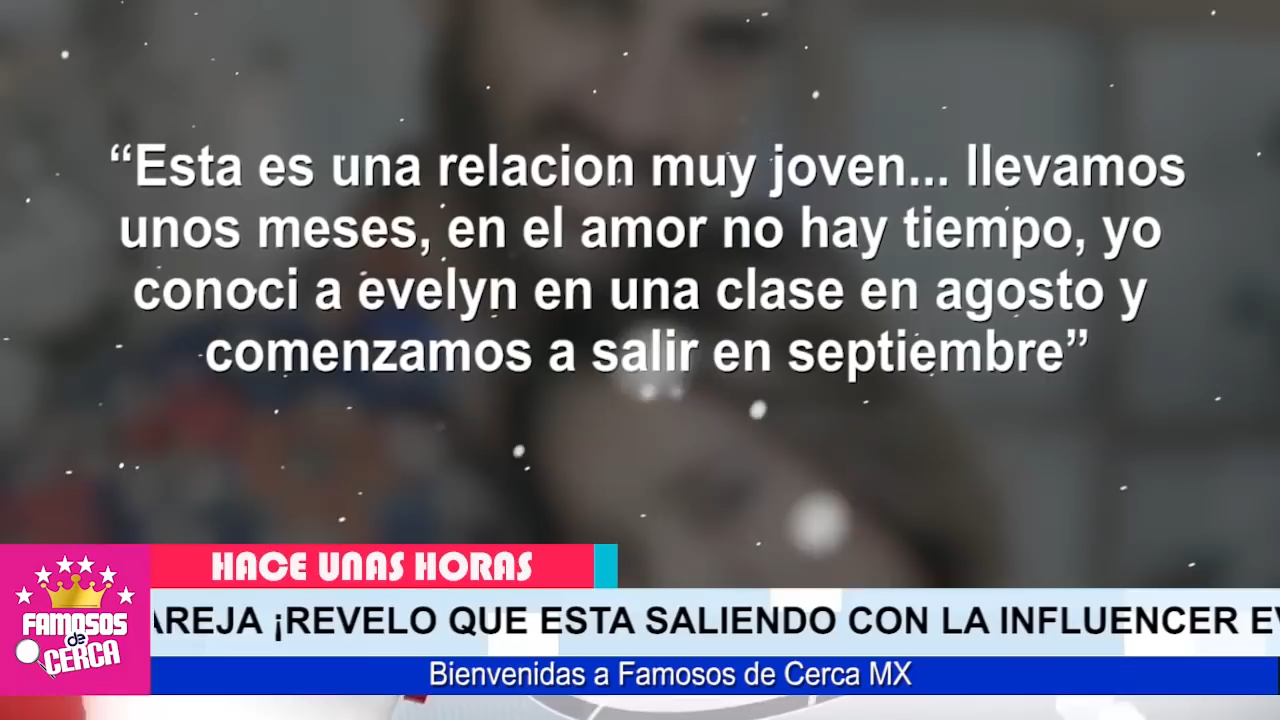 “Esta es una relacion muy joven... llevamos
unos meses, en el amor no hay tiempo, yo
conoci a evelyn en una clase en agosto y
comenzamos a salir en septiembre”
HACE UNAS HORAS
FAMOSOS
de
CERCA
AREJA ¡REVELO QUE ESTA SALIENDO CON LA INFLUENCER EV
Bienvenidas a Famosos de Cerca MX